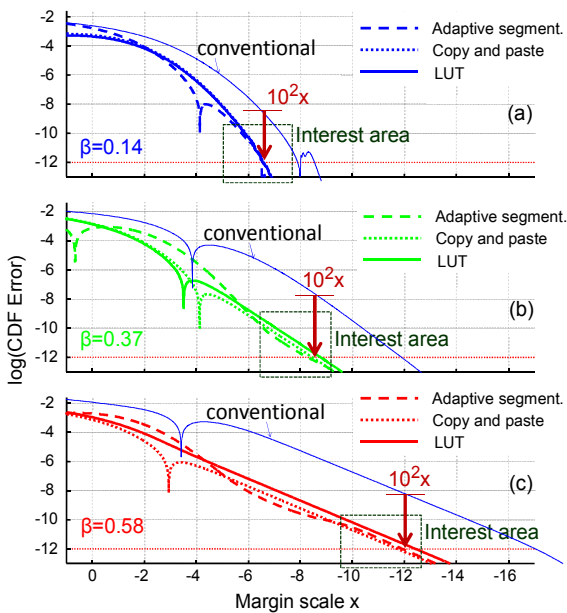 -2
-4
-6
-8
-10
-12
conventional
Adaptive segment.
Copy and paste
LUT
10²x
(a)
Interest area
β=0.14
-2
-4
-6
-8
-10
-12
conventional
Adaptive segment.
Copy and paste
LUT
10²x
(b)
Interest area
β=0.37
-2
-4
-6
-8
-10
-12
conventional
Adaptive segment.
Copy and paste
LUT
10²x
(c)
Interest area
β=0.58
log(CDF Error)
0 -2 -4 -6 -8 -10 -12 -14 -16
Margin scale x